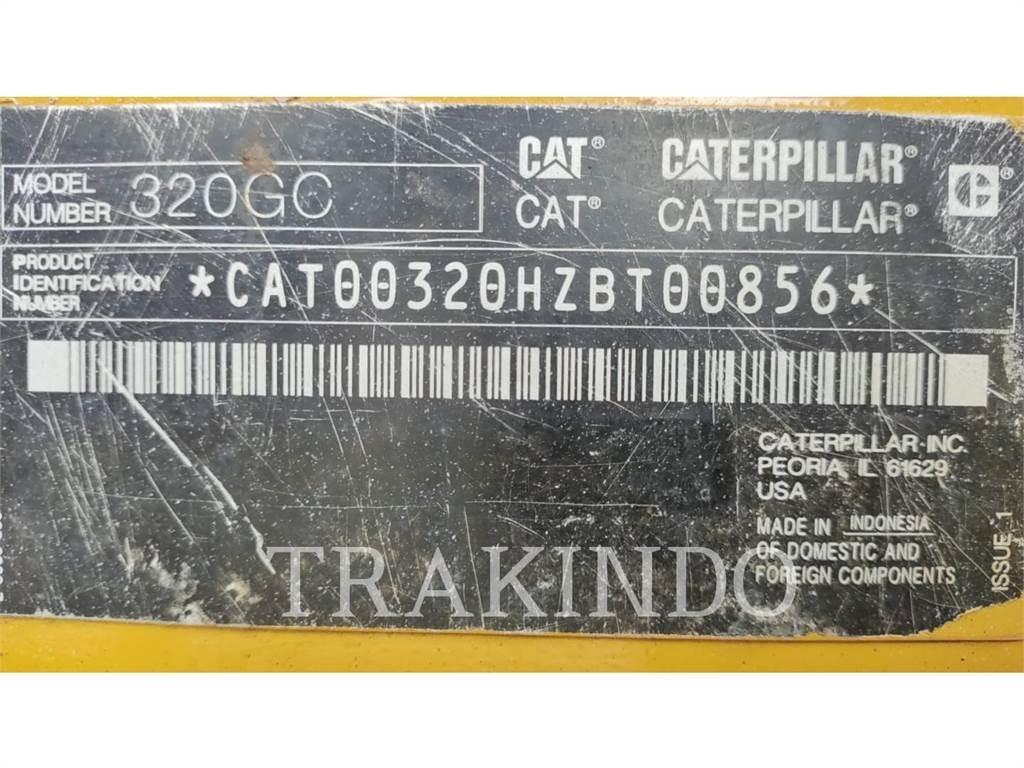 CAT® CATERPILLAR®
MODEL NUMBER 320GC CAT® CATERPILLAR®
PRODUCT
IDENTIFICATION
NUMBER
*CAT00320HZBT00856*
CATERPILLAR INC.
PEORIA, IL 61629
USA
MADE IN INDONESIA
OF DOMESTIC AND
FOREIGN COMPONENTS
ISSUE 1
TRAKINDO